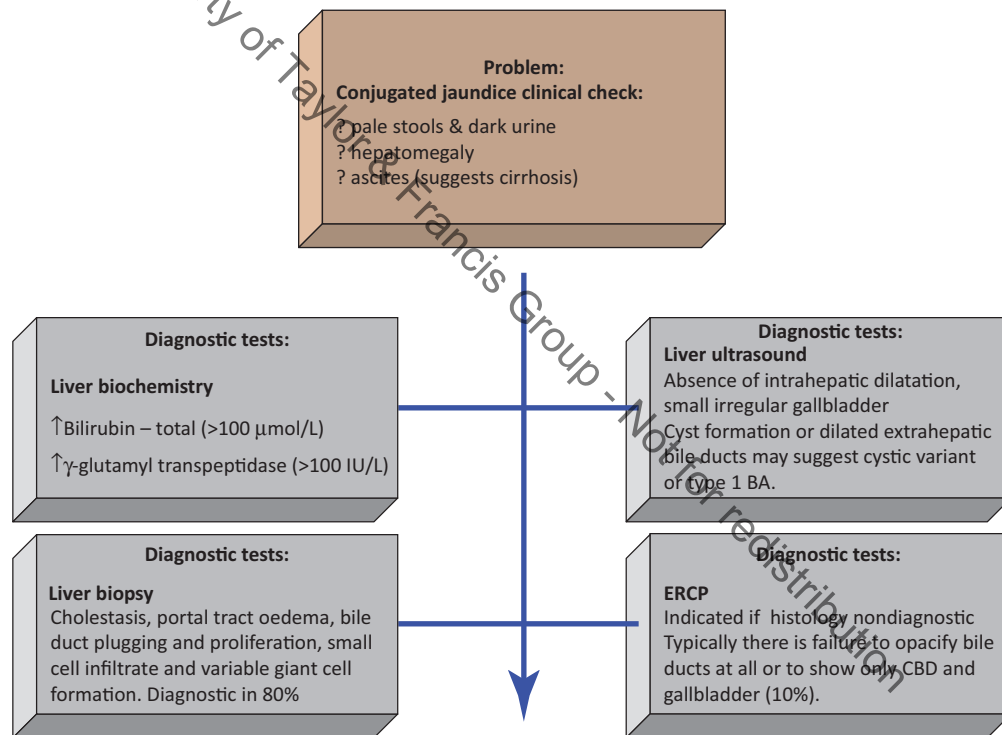 Problem:
Conjugated jaundice clinical check:
? pale stools & dark urine
? hepatomegaly
? ascites (suggests cirrhosis)
Diagnostic tests:
Liver biochemistry
↑Bilirubin – total (>100 μmol/L)
↑γ-glutamyl transpeptidase (>100 IU/L)
Diagnostic tests:
Liver ultrasound
Absence of intrahepatic dilatation,
small irregular gallbladder
Cyst formation or dilated extrahepatic
bile ducts may suggest cystic variant
or type 1 BA.
Diagnostic tests:
Liver biopsy
Cholestasis, portal tract oedema, bile
duct plugging and proliferation, small
cell infiltrate and variable giant cell
formation. Diagnostic in 80%
Diagnostic tests:
ERCP
Indicated if histology nondiagnostic
Typically there is failure to opacify bile
ducts at all or to show only CBD and
gallbladder (10%).
of Taylor & Francis Group - Not for redistribution